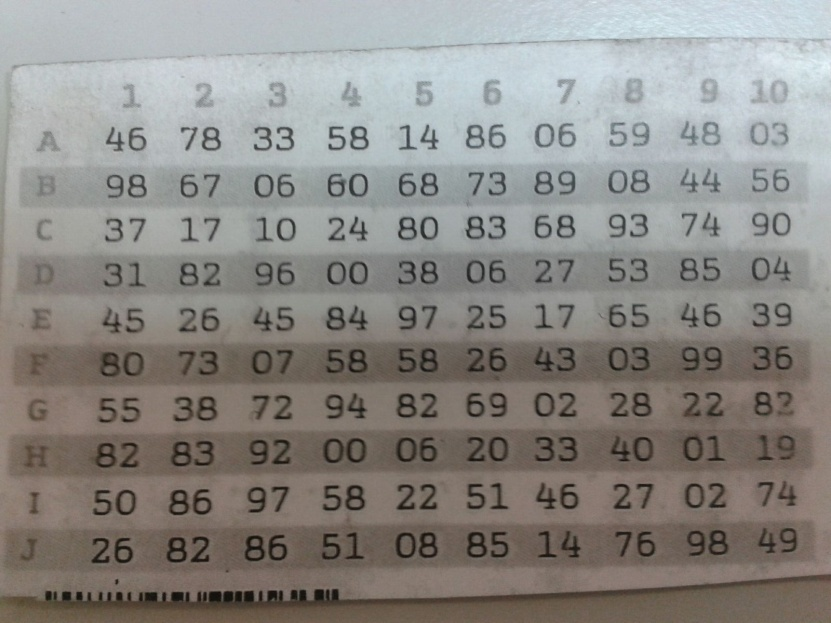 1 2 3 4 5 6 7 8 9 10
A 46 78 33 58 14 86 06 59 48 03
B 98 67 06 60 68 73 89 08 44 56
C 37 17 10 24 80 83 68 93 74 90
D 31 82 96 00 38 06 27 53 85 04
E 45 26 45 84 97 25 17 65 46 39
F 80 73 07 58 58 26 43 03 99 36
G 55 38 72 94 82 69 02 28 22 82
H 82 83 92 00 06 20 33 40 01 19
I 50 86 97 58 22 51 46 27 02 74
J 26 82 86 51 08 85 14 76 98 49